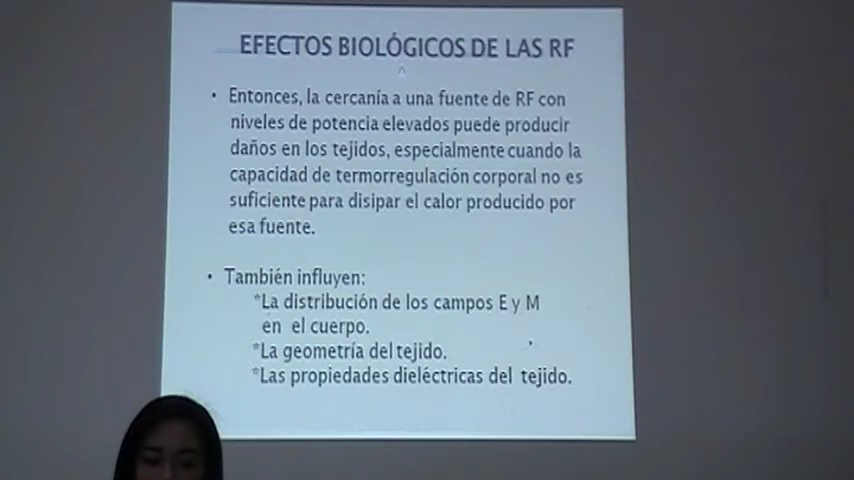 EFECTOS BIOLÓGICOS DE LAS RF
• Entonces, la cercanía a una fuente de RF con
niveles de potencia elevados puede producir
daños en los tejidos, especialmente cuando la
capacidad de termorregulación corporal no es
suficiente para disipar el calor producido por
esa fuente.
• También influyen:
*La distribución de los campos E y M
en el cuerpo.
*La geometría del tejido.
*Las propiedades dieléctricas del tejido.